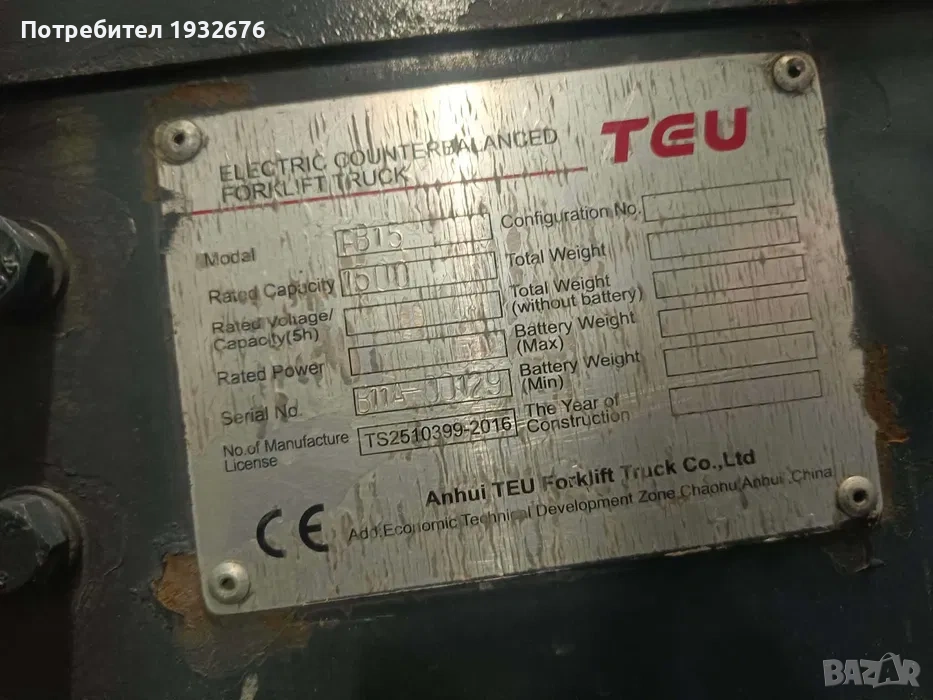 Потребител 1932676
TEU
ELECTRIC COUNTERBALANCED
FORKLIFT TRUCK
Model FB15
Rated Capacity 1500
Rated Voltage/
Capacity(5h)
Rated Power
Serial No.
No.of Manufacture
License TS2510399-2016
Configuration No.
Total Weight
Total Weight
(without battery)
Battery Weight
(Max)
Battery Weight
(Min)
The Year of
Construction
Anhui TEU Forklift Truck Co.,Ltd
Add.Economic Technical Development Zone,Chaohu,Anhui,China
CE
BAZAR